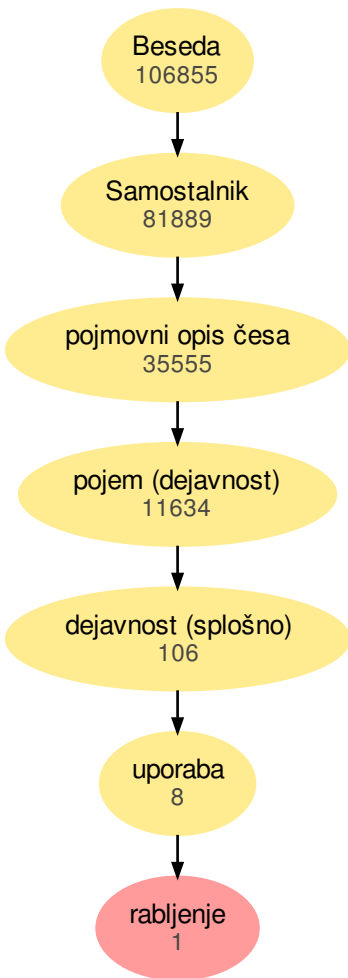 Beseda
106855
Samostalnik
81889
pojmovni opis česa
35555
pojem (dejavnost)
11634
dejavnost (splošno)
106
uporaba
8
rabljenje
1